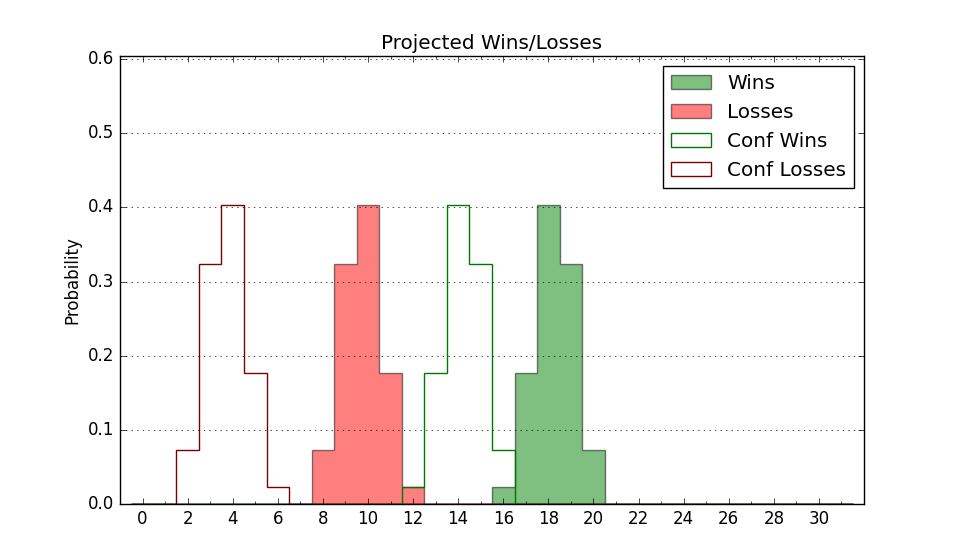 Projected Wins/Losses
0.6
0.5
0.4
0.3
0.2
0.1
0.0
Probability
Wins
Losses
Conf Wins
Conf Losses
0 2 4 6 8 10 12 14 16 18 20 22 24 26 28 30